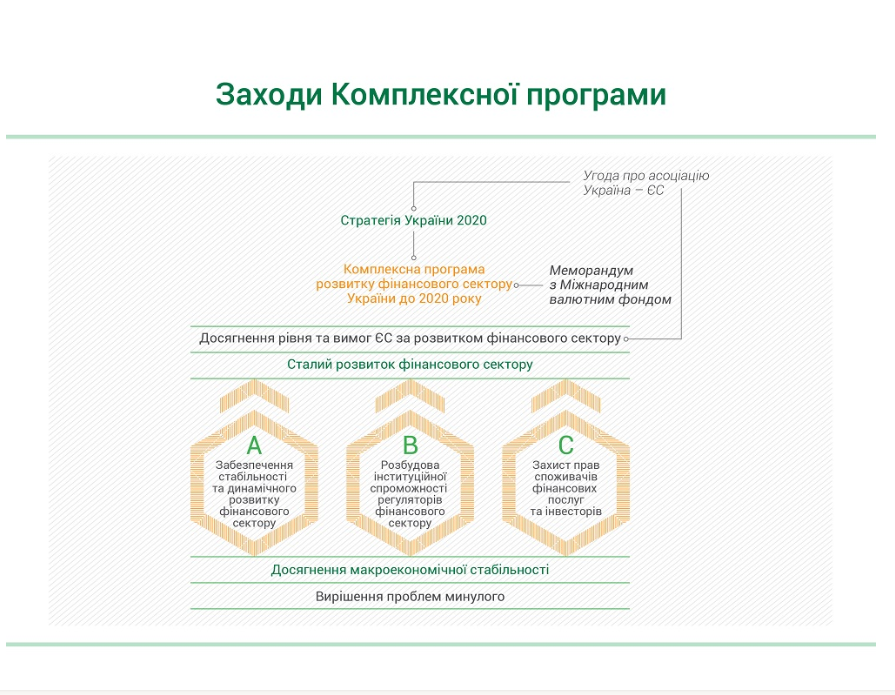 Заходи Комплексної програми
Угода про асоціацію
Україна – ЄС
Стратегія України 2020
Комплексна програма
розвитку фінансового сектору
України до 2020 року
Меморандум
з Міжнародним
валютним фондом
Досягнення рівня та вимог ЄС за розвитком фінансового сектору
Сталий розвиток фінансового сектору
A
Забезпечення
стабільності
та динамічного
розвитку
фінансового
сектору
B
Розбудова
інституційної
спроможності
регуляторів
фінансового
сектору
C
Захист прав
споживачів
фінансових
послуг
та інвесторів
Досягнення макроекономічної стабільності
Вирішення проблем минулого